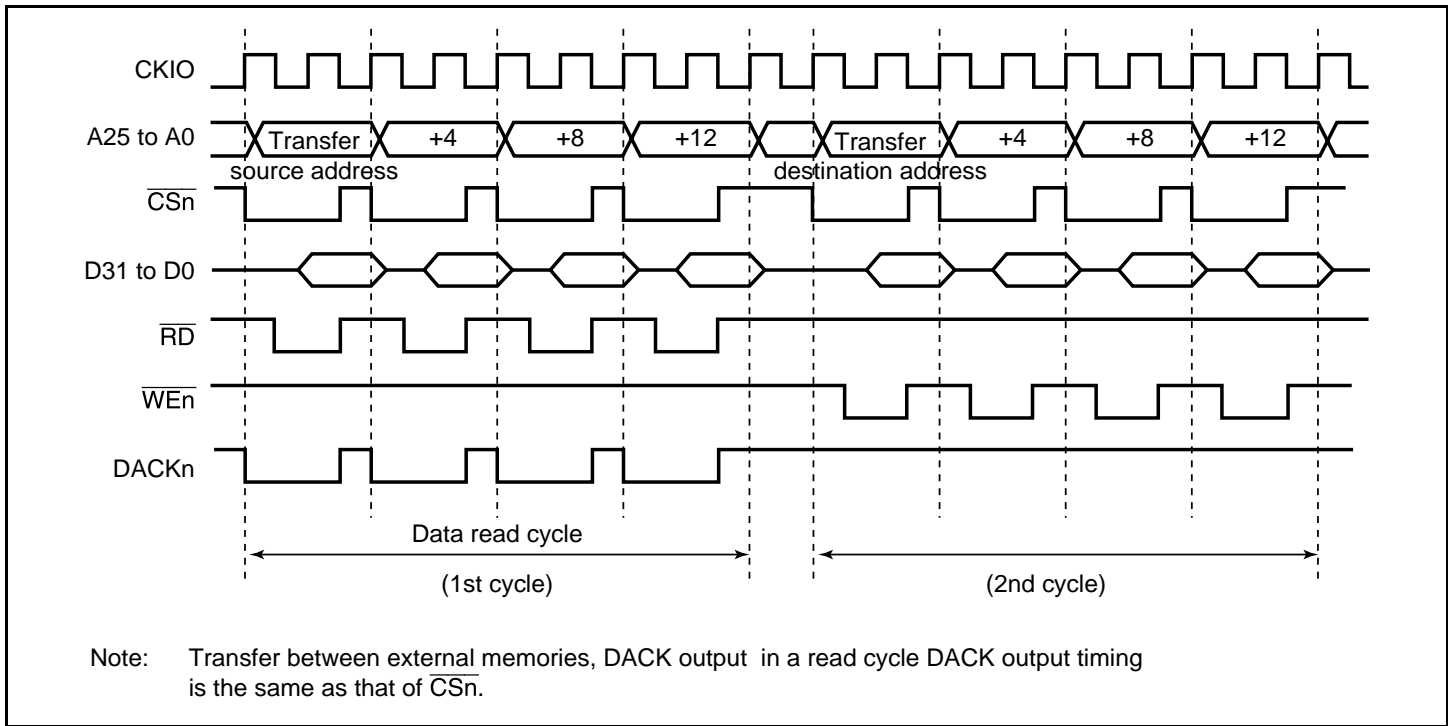 CKIO
A25 to A0 Transfer +4 +8 +12 Transfer +4 +8 +12
source address destination address
CSn
D31 to D0
RD
WEn
DACKn
Data read cycle
(1st cycle) (2nd cycle)
Note: Transfer between external memories, DACK output in a read cycle DACK output timing
is the same as that of CSn.